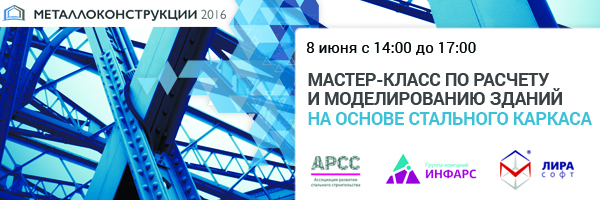 МЕТАЛЛОКОНСТРУКЦИИ 2016
8 июня с 14:00 до 17:00
МАСТЕР-КЛАСС ПО РАСЧЕТУ
И МОДЕЛИРОВАНИЮ ЗДАНИЙ
НА ОСНОВЕ СТАЛЬНОГО КАРКАСА
АРСС
Ассоциация развития
стального строительства
Группа компаний
ИНФАРС
ЛИРА
СОФТ